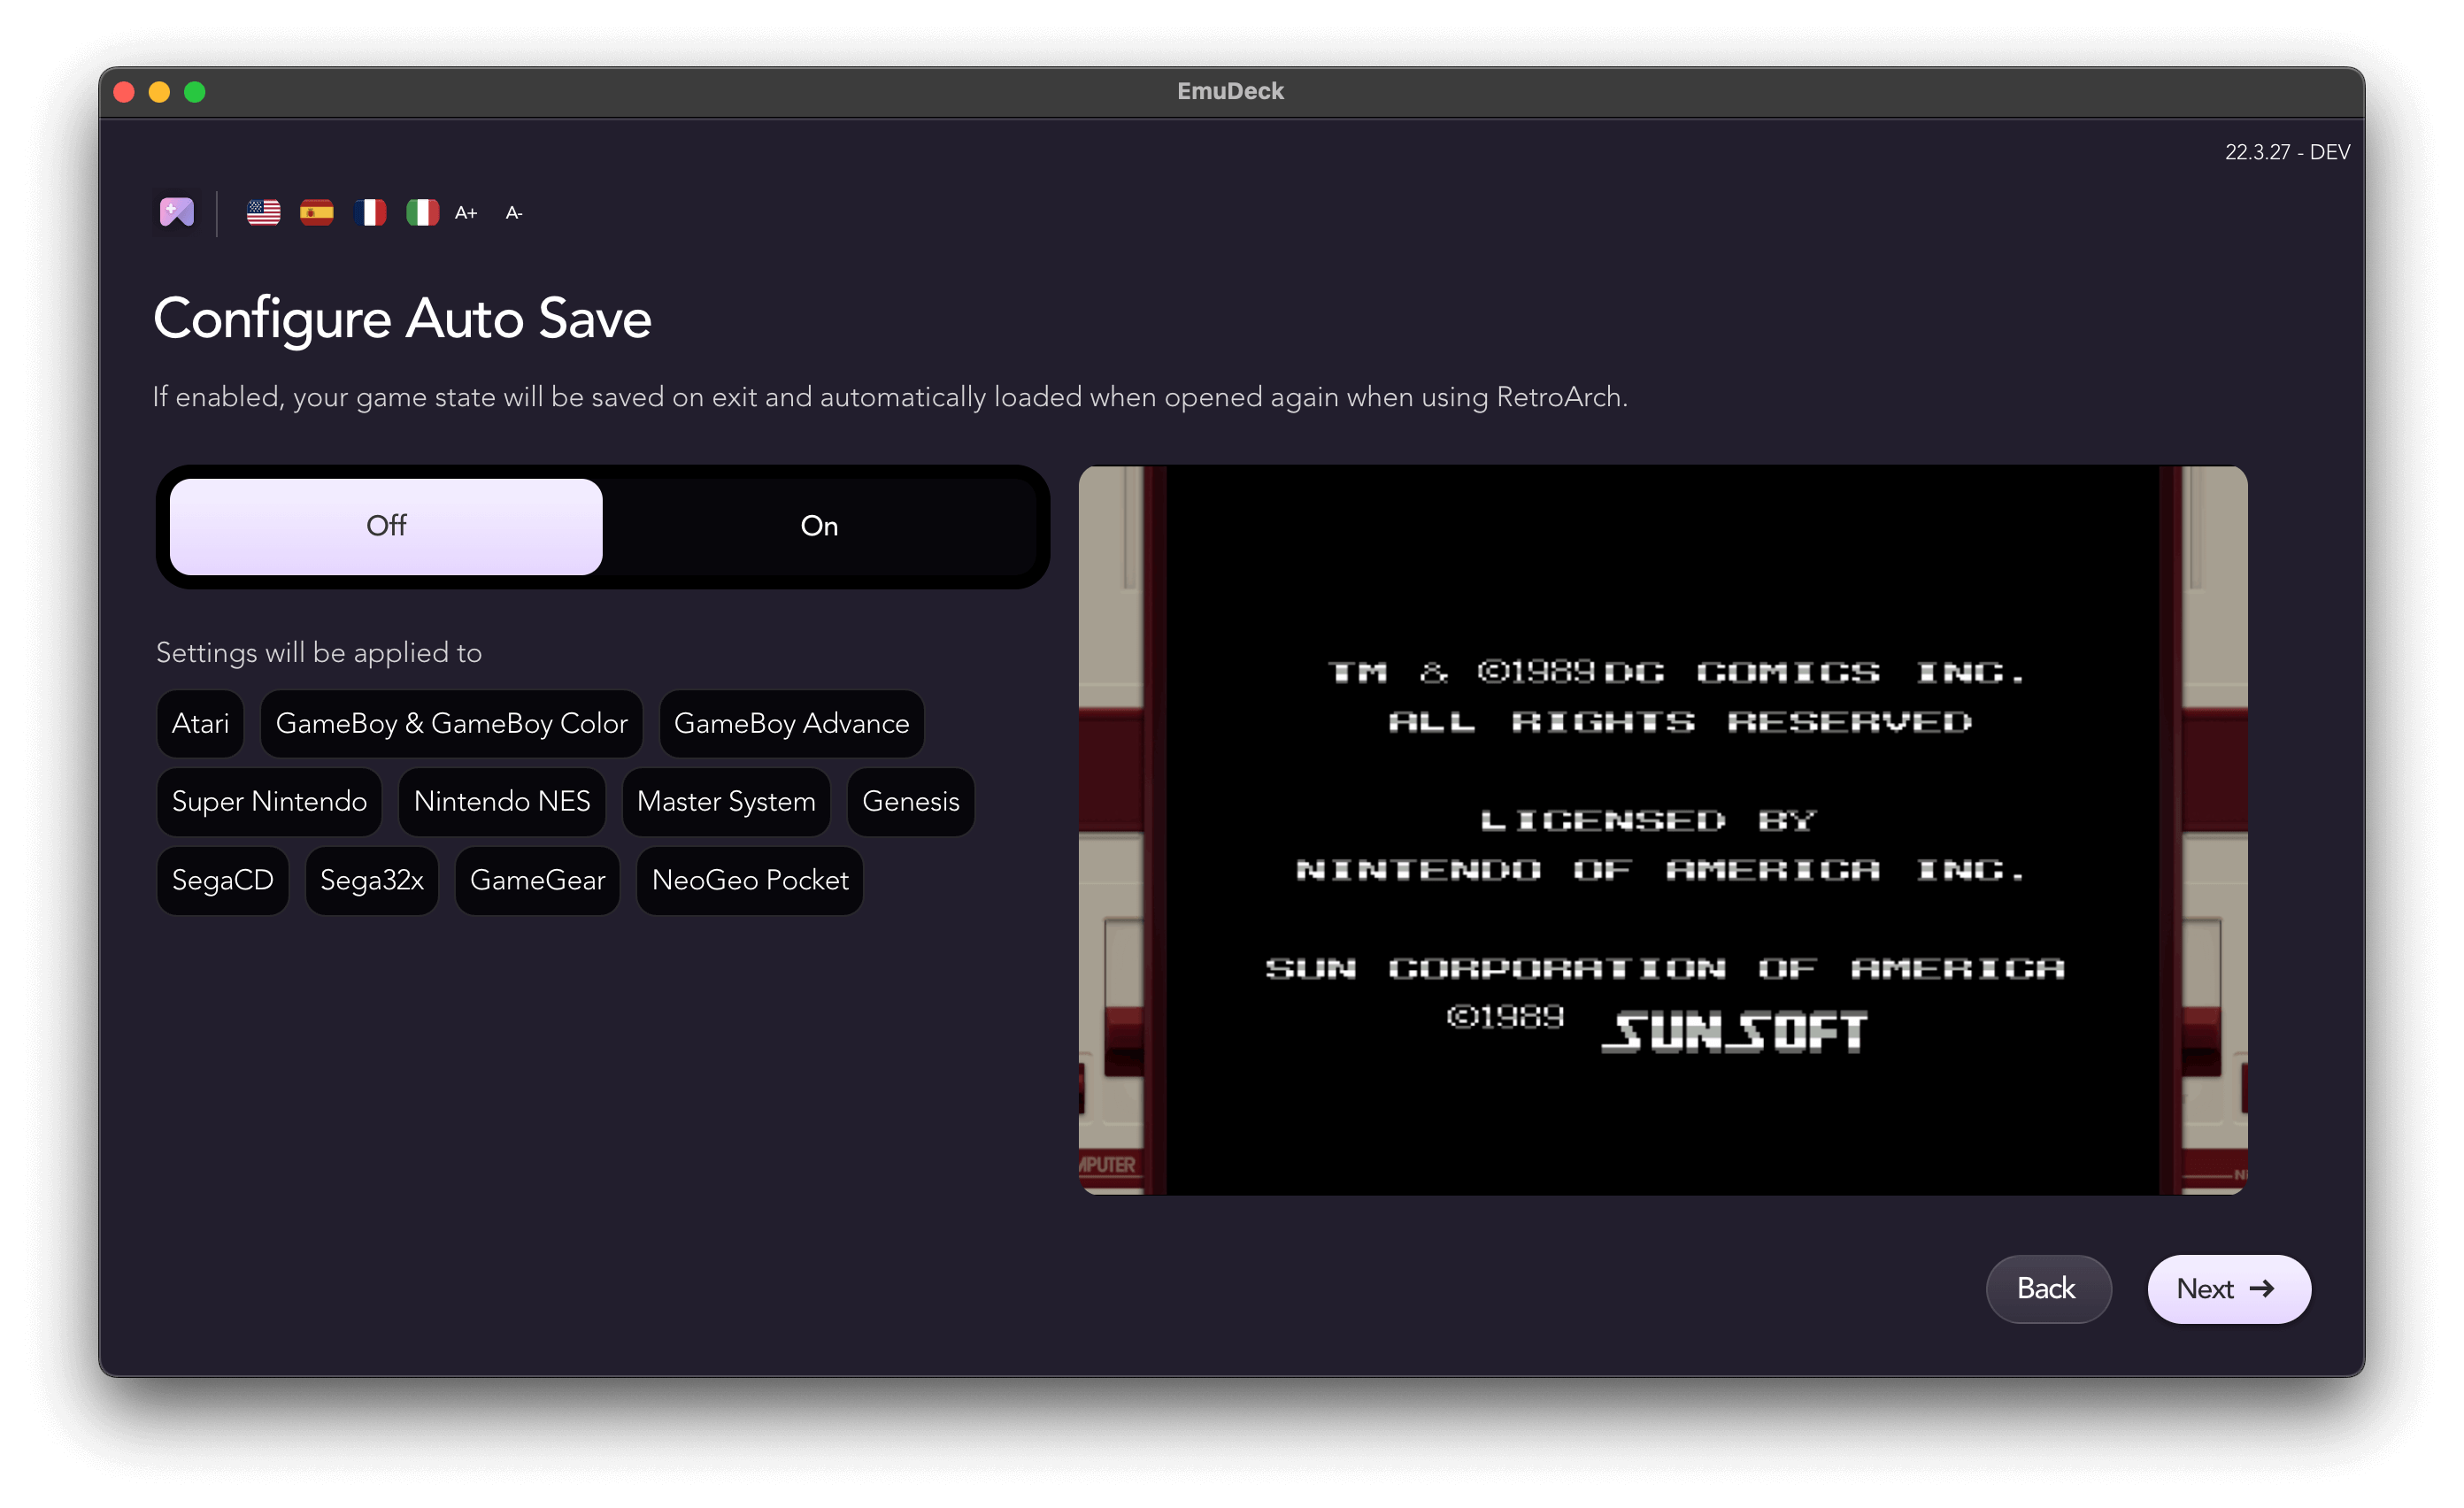 EmuDeck
22.3.27 - DEV
A+ A-
Configure Auto Save
If enabled, your game state will be saved on exit and automatically loaded when opened again when using RetroArch.
Off On
Settings will be applied to
Atari GameBoy & GameBoy Color GameBoy Advance
Super Nintendo Nintendo NES Master System Genesis
SegaCD Sega32x GameGear NeoGeo Pocket
TM & ©1989 DC COMICS INC.
ALL RIGHTS RESERVED
LICENSED BY
NINTENDO OF AMERICA INC.
SUN CORPORATION OF AMERICA
©1989 SUNSOFT
Back Next →